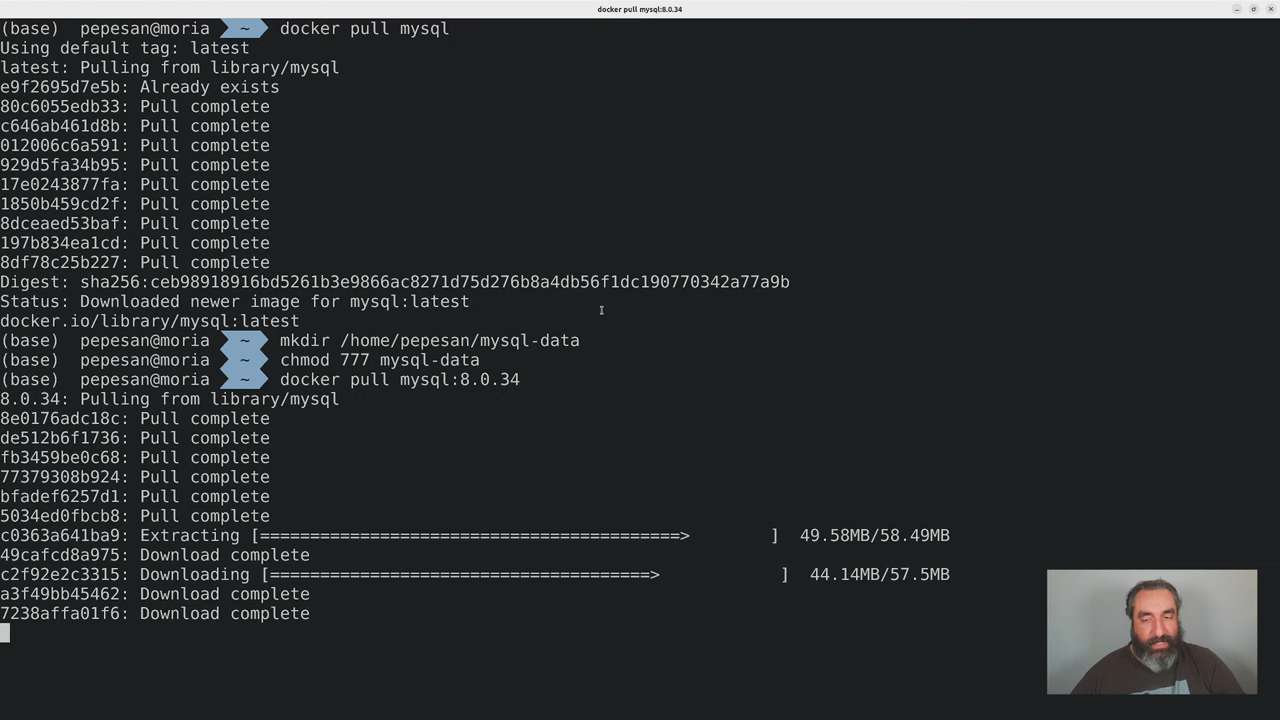 docker pull mysql:8.0.34
(base) pepesan@moria ~ docker pull mysql
Using default tag: latest
latest: Pulling from library/mysql
e9f2695d7e5b: Already exists
80c6055edb33: Pull complete
c646ab461d8b: Pull complete
012006c6a591: Pull complete
929d5fa34b95: Pull complete
17e0243877fa: Pull complete
1850b459cd2f: Pull complete
8dceaed53baf: Pull complete
197b834ea1cd: Pull complete
8df78c25b227: Pull complete
Digest: sha256:ceb98918916bd5261b3e9866ac8271d75d276b8a4db56f1dc190770342a77a9b
Status: Downloaded newer image for mysql:latest
docker.io/library/mysql:latest
(base) pepesan@moria ~ mkdir /home/pepesan/mysql-data
(base) pepesan@moria ~ chmod 777 mysql-data
(base) pepesan@moria ~ docker pull mysql:8.0.34
8.0.34: Pulling from library/mysql
8e0176adc18c: Pull complete
de512b6f1736: Pull complete
fb3459be0c68: Pull complete
77379308b924: Pull complete
bfadef6257d1: Pull complete
5034ed0fbcb8: Pull complete
c0363a641ba9: Extracting [==========================================>        ] 49.58MB/58.49MB
49cafcd8a975: Download complete
c2f92e2c3315: Downloading [======================================>            ] 44.14MB/57.5MB
a3f49bb45462: Download complete
7238affa01f6: Download complete